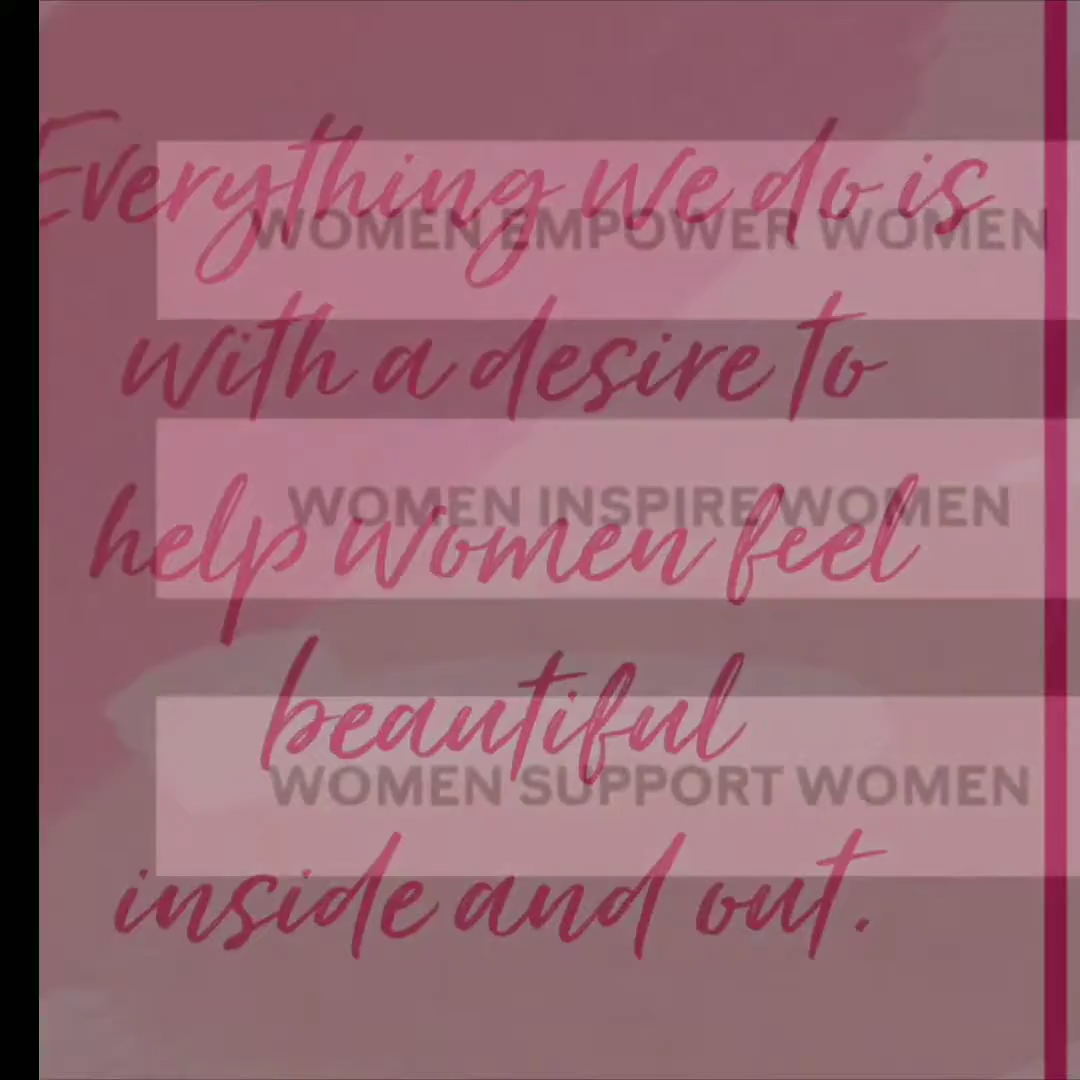 Everything we do is
WOMEN EMPOWER WOMEN
with a desire to
help women feel
WOMEN INSPIRE WOMEN
beautiful
WOMEN SUPPORT WOMEN
inside and out.